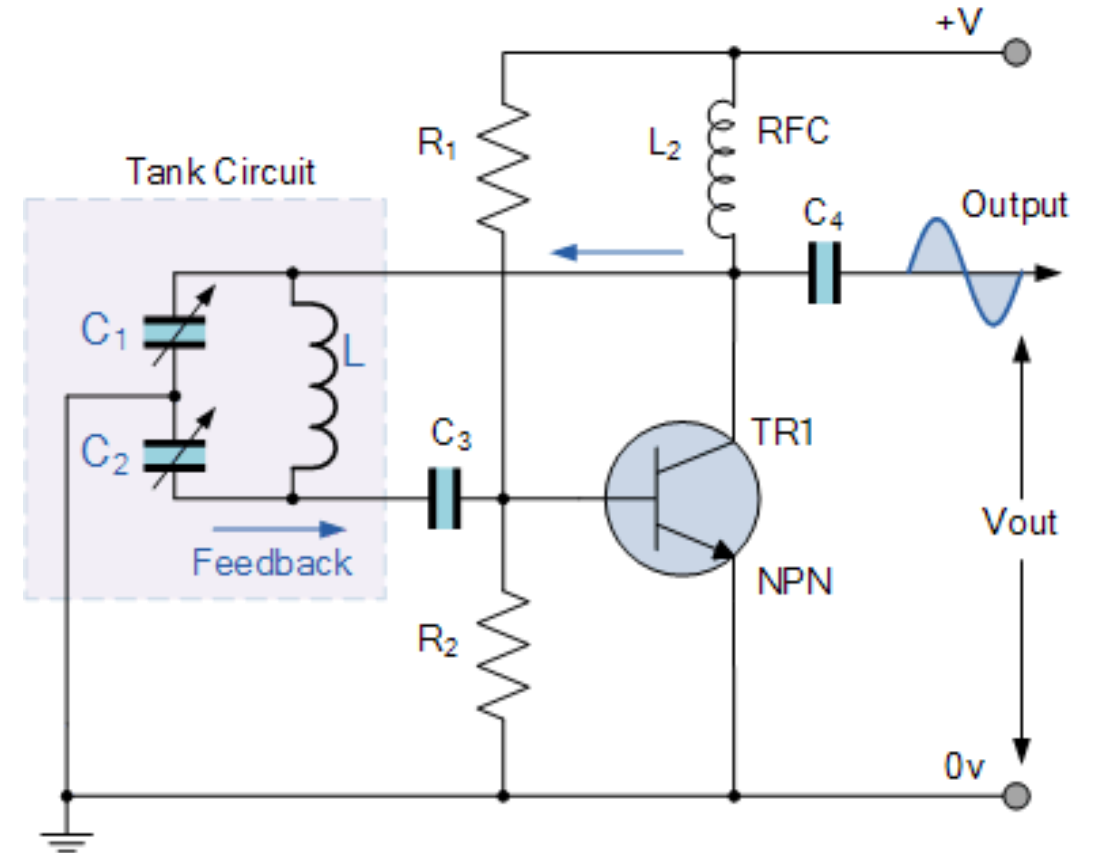 +V
R₁
L₂
RFC
Tank Circuit
C₄
Output
C₁
L
C₂
C₃
TR1
Vout
Feedback
NPN
R₂
0v